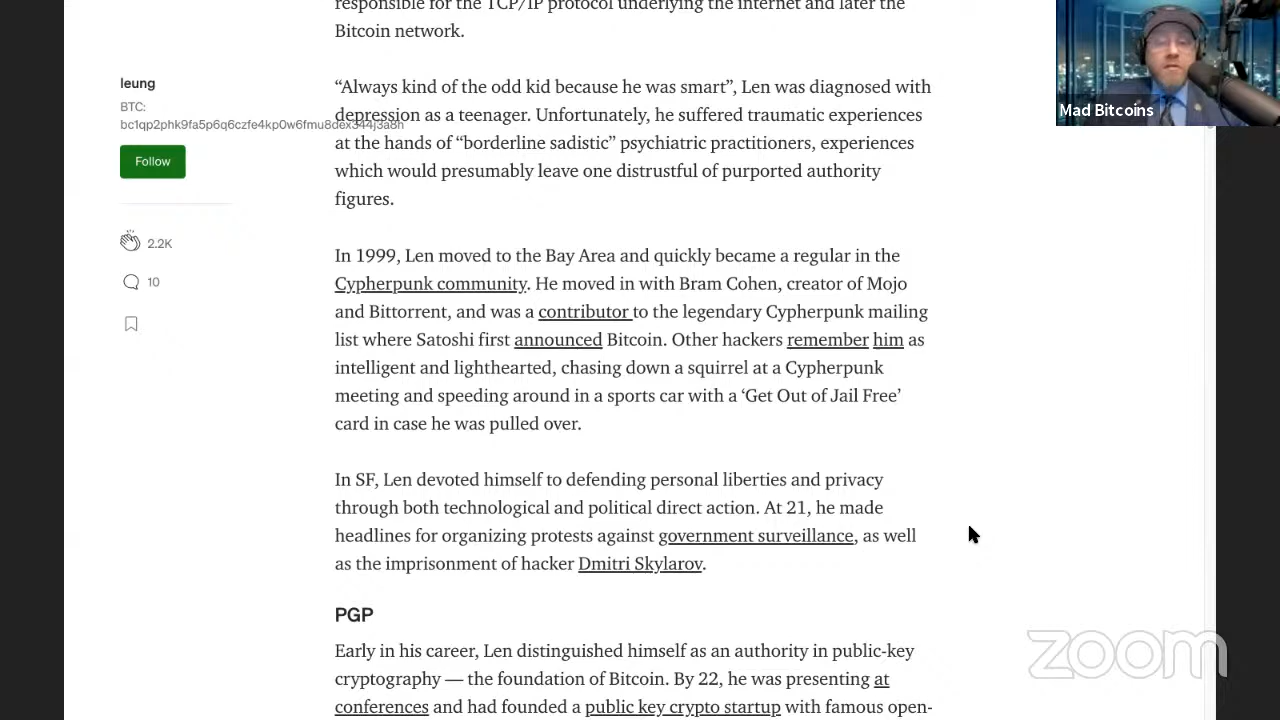 responsible for the TCP/IP protocol underlying the internet and later the
Bitcoin network.
leung
BTC:
bc1qp2phk9fa5p6q6czfe4kp0w6fmu8dex344j3a8h
Follow
2.2K
10
“Always kind of the odd kid because he was smart”, Len was diagnosed with
depression as a teenager. Unfortunately, he suffered traumatic experiences
at the hands of “borderline sadistic” psychiatric practitioners, experiences
which would presumably leave one distrustful of purported authority
figures.
In 1999, Len moved to the Bay Area and quickly became a regular in the
Cypherpunk community. He moved in with Bram Cohen, creator of Mojo
and Bittorrent, and was a contributor to the legendary Cypherpunk mailing
list where Satoshi first announced Bitcoin. Other hackers remember him as
intelligent and lighthearted, chasing down a squirrel at a Cypherpunk
meeting and speeding around in a sports car with a ‘Get Out of Jail Free’
card in case he was pulled over.
In SF, Len devoted himself to defending personal liberties and privacy
through both technological and political direct action. At 21, he made
headlines for organizing protests against government surveillance, as well
as the imprisonment of hacker Dmitri Skylarov.
PGP
Early in his career, Len distinguished himself as an authority in public-key
cryptography — the foundation of Bitcoin. By 22, he was presenting at
conferences and had founded a public key crypto startup with famous open-
Mad Bitcoins
zoom